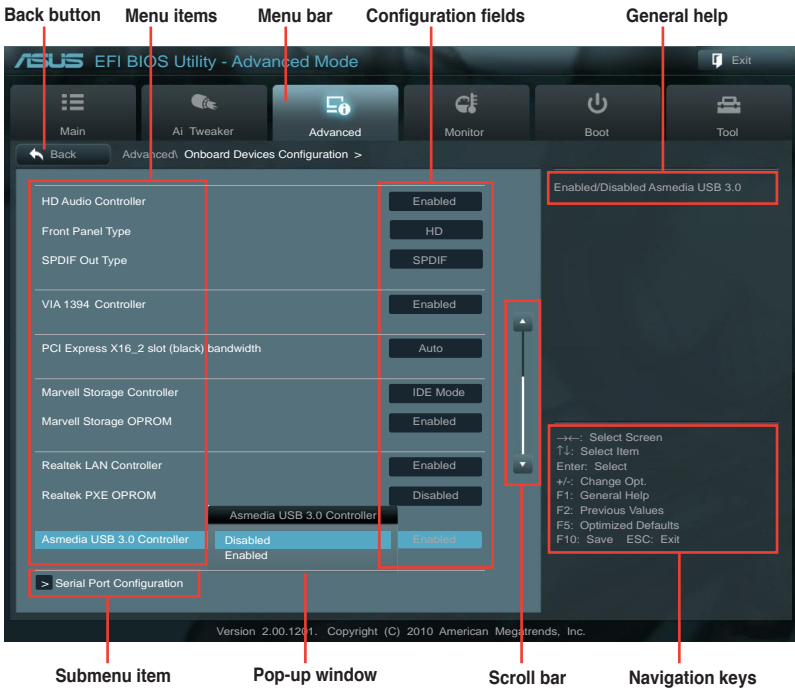 Back button Menu items Menu bar Configuration fields General help
ASUS EFI BIOS Utility - Advanced Mode Exit
Main Ai Tweaker Advanced Monitor Boot Tool
Back Advanced\ Onboard Devices Configuration >
Enabled/Disabled Asmedia USB 3.0
HD Audio Controller Enabled
Front Panel Type HD
SPDIF Out Type SPDIF
VIA 1394 Controller Enabled
PCI Express X16_2 slot (black) bandwidth Auto
Marvell Storage Controller IDE Mode
Marvell Storage OPROM Enabled
Realtek LAN Controller Enabled
Realtek PXE OPROM Disabled
Asmedia USB 3.0 Controller
Asmedia USB 3.0 Controller Disabled Enabled
Enabled
> Serial Port Configuration
→←: Select Screen
↑↓: Select Item
Enter: Select
+/-: Change Opt.
F1: General Help
F2: Previous Values
F5: Optimized Defaults
F10: Save ESC: Exit
Version 2.00.1201. Copyright (C) 2010 American Megatrends, Inc.
Submenu item Pop-up window Scroll bar Navigation keys